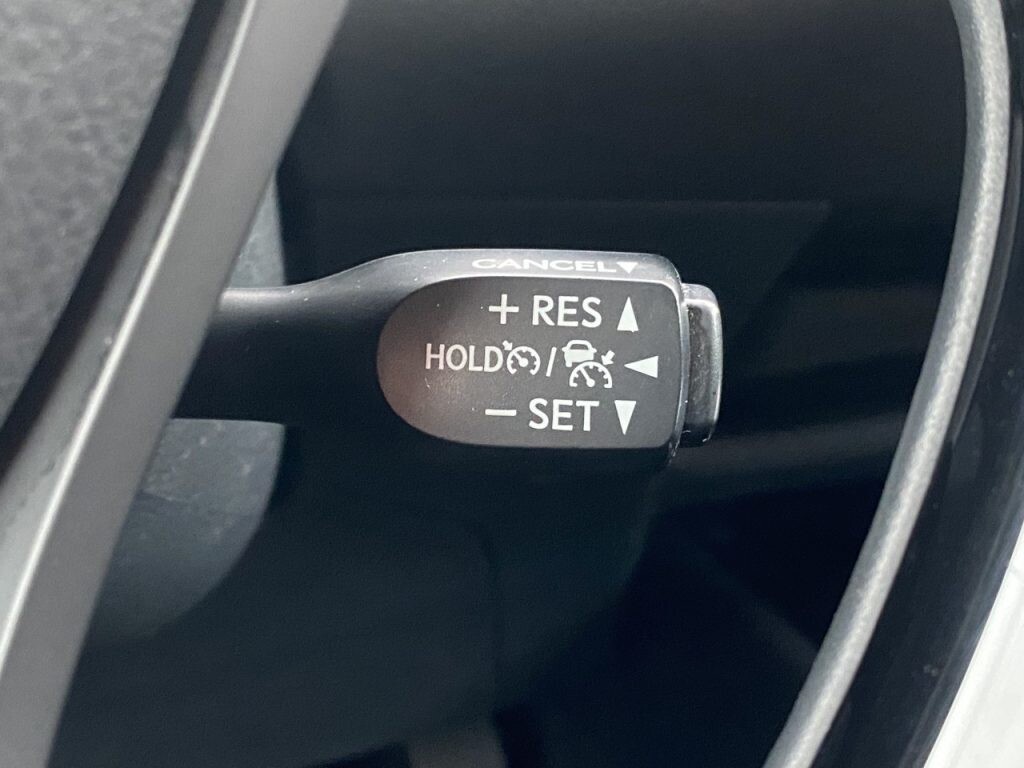 CANCEL▼
+ RES ▲
HOLD / ◀
– SET ▼